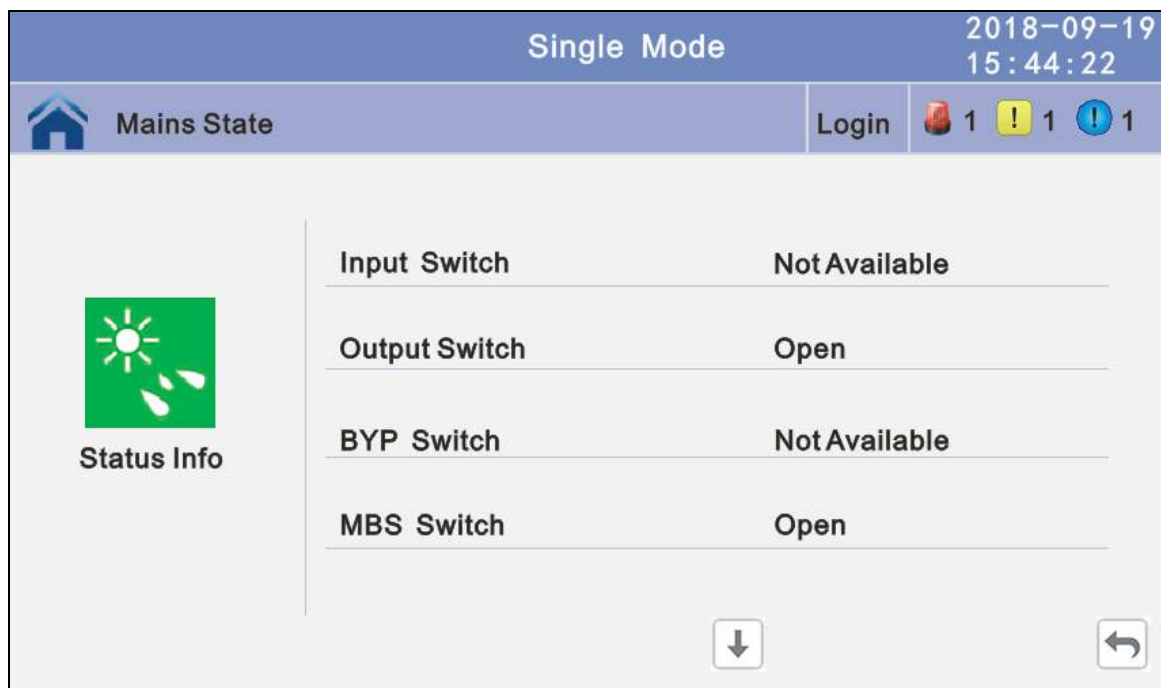 Single Mode
2018-09-19
15:44:22
Mains State
Login
1
! 1
! 1
Input Switch Not Available
Output Switch Open
BYP Switch Not Available
MBS Switch Open
Status Info